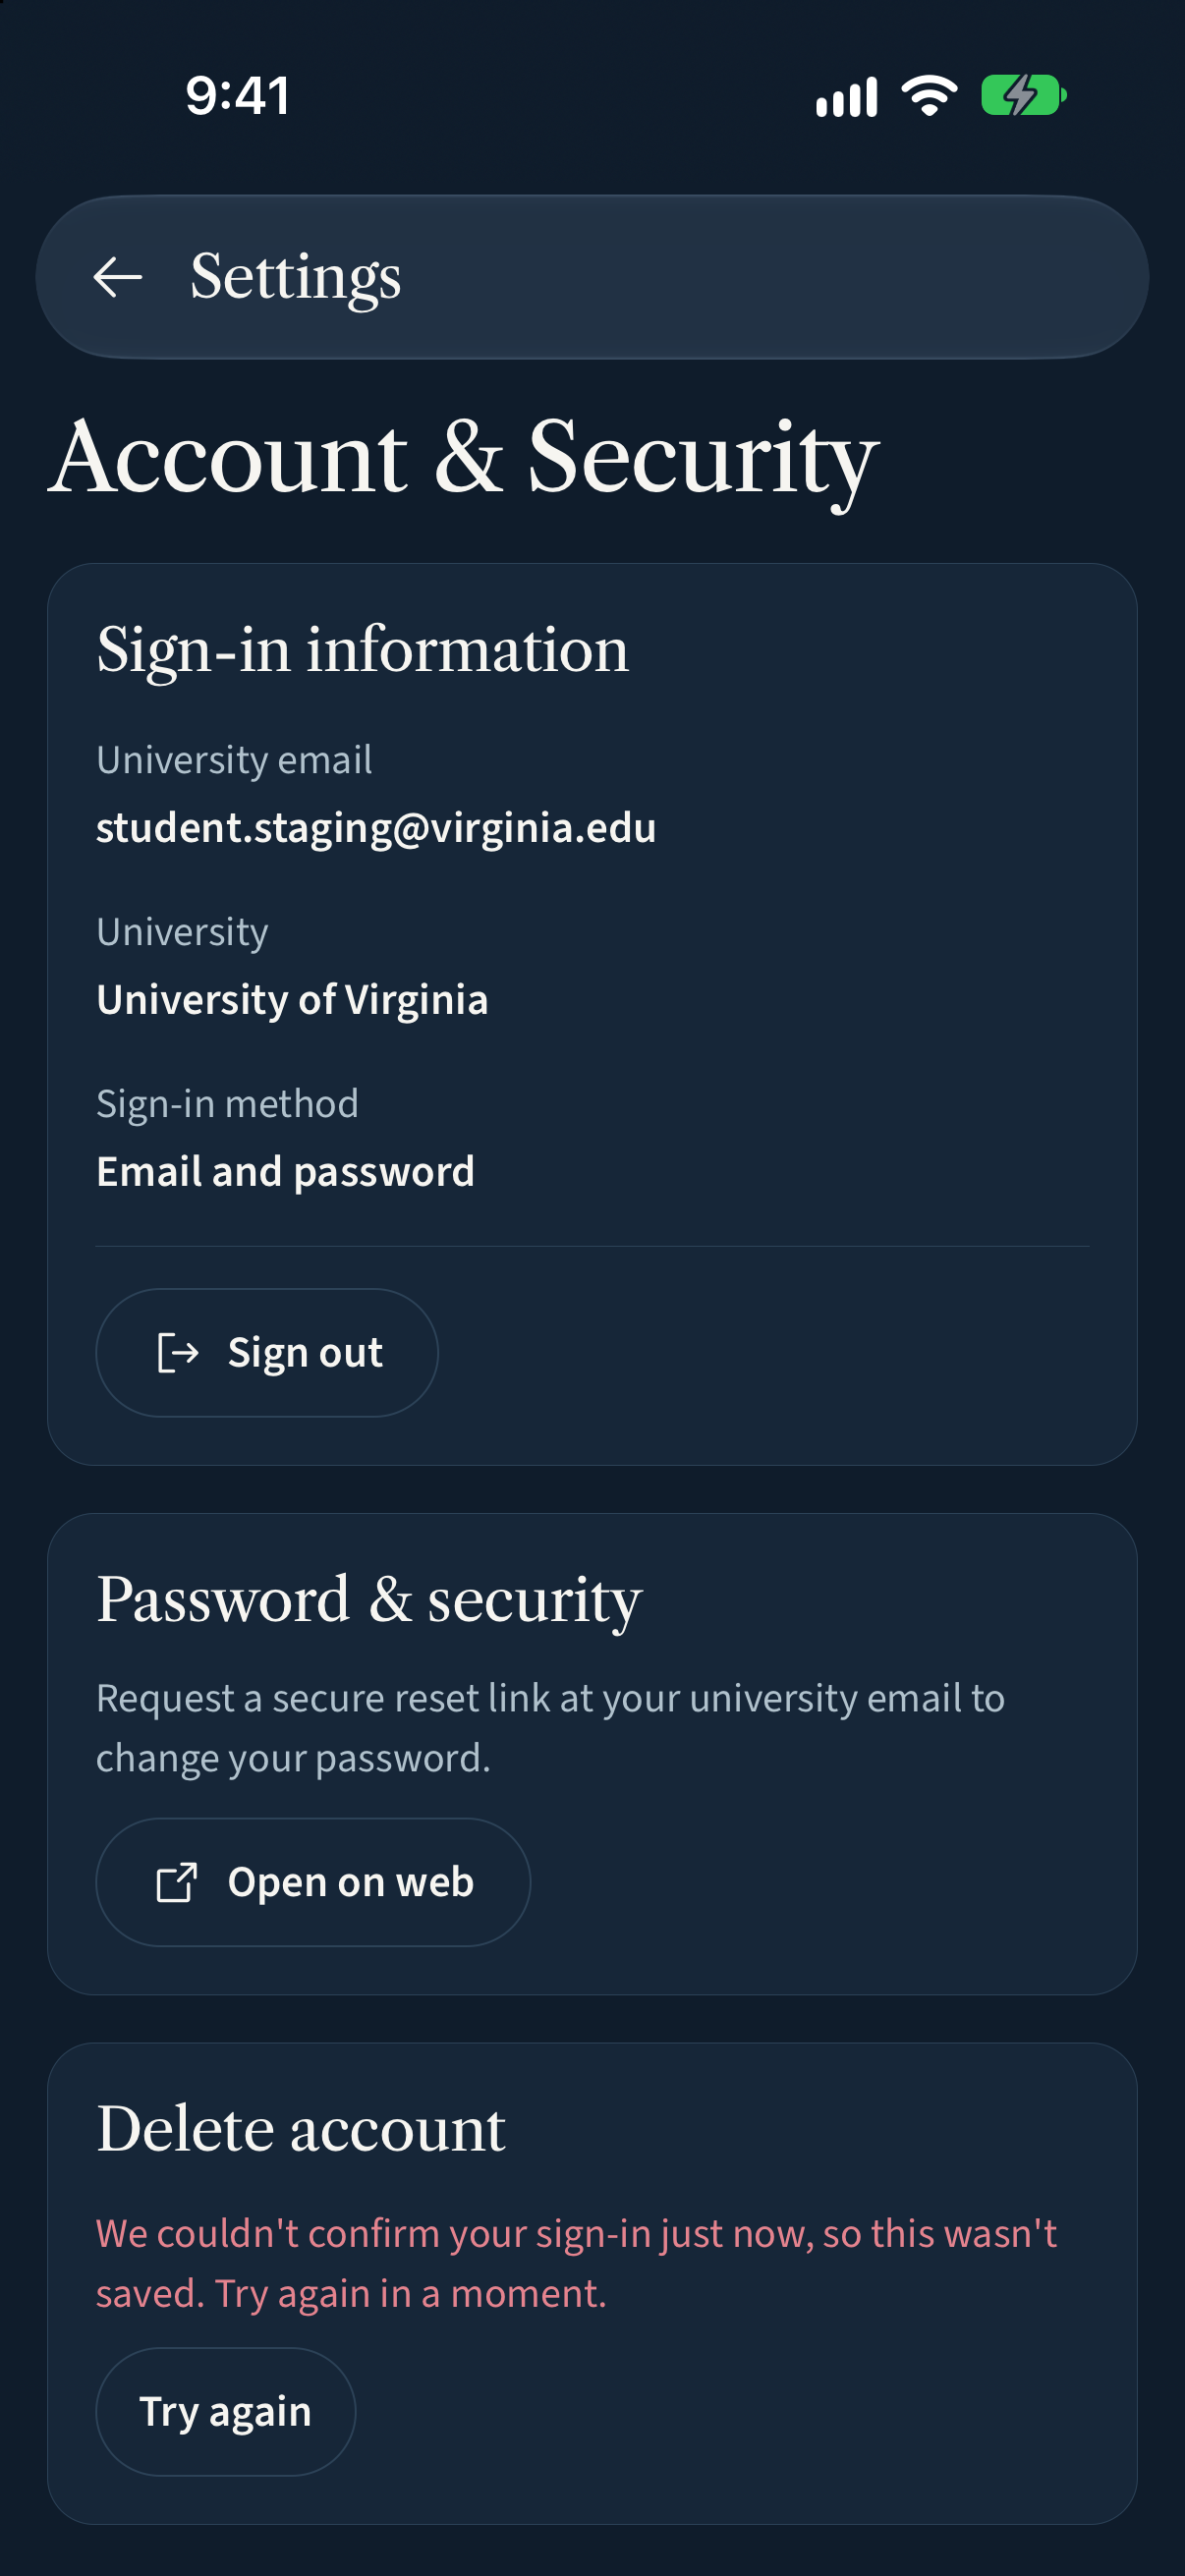 9:41
Settings
Account & Security
Sign-in information
University email
student.staging@virginia.edu
University
University of Virginia
Sign-in method
Email and password
Sign out
Password & security
Request a secure reset link at your university email to
change your password.
Open on web
Delete account
We couldn't confirm your sign-in just now, so this wasn't
saved. Try again in a moment.
Try again